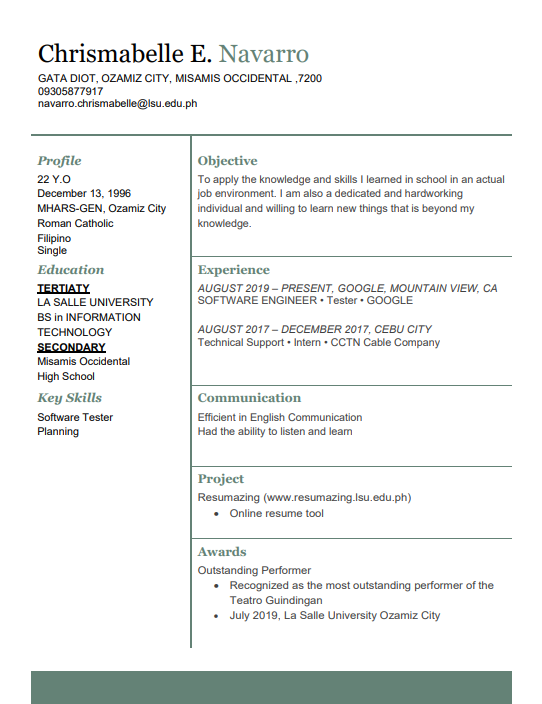 Chrismabelle E. Navarro
GATA DIOT, OZAMIZ CITY, MISAMIS OCCIDENTAL ,7200
09305877917
navarro.chrismabelle@lsu.edu.ph
Profile
22 Y.O
December 13, 1996
MHARS-GEN, Ozamiz City
Roman Catholic
Filipino
Single
Education
TERTIATY
LA SALLE UNIVERSITY
BS in INFORMATION
TECHNOLOGY
SECONDARY
Misamis Occidental
High School
Key Skills
Software Tester
Planning
Objective
To apply the knowledge and skills I learned in school in an actual
job environment. I am also a dedicated and hardworking
individual and willing to learn new things that is beyond my
knowledge.
Experience
AUGUST 2019 – PRESENT, GOOGLE, MOUNTAIN VIEW, CA
SOFTWARE ENGINEER • Tester • GOOGLE
AUGUST 2017 – DECEMBER 2017, CEBU CITY
Technical Support • Intern • CCTN Cable Company
Communication
Efficient in English Communication
Had the ability to listen and learn
Project
Resumazing (www.resumazing.lsu.edu.ph)
• Online resume tool
Awards
Outstanding Performer
• Recognized as the most outstanding performer of the
Teatro Guindingan
• July 2019, La Salle University Ozamiz City